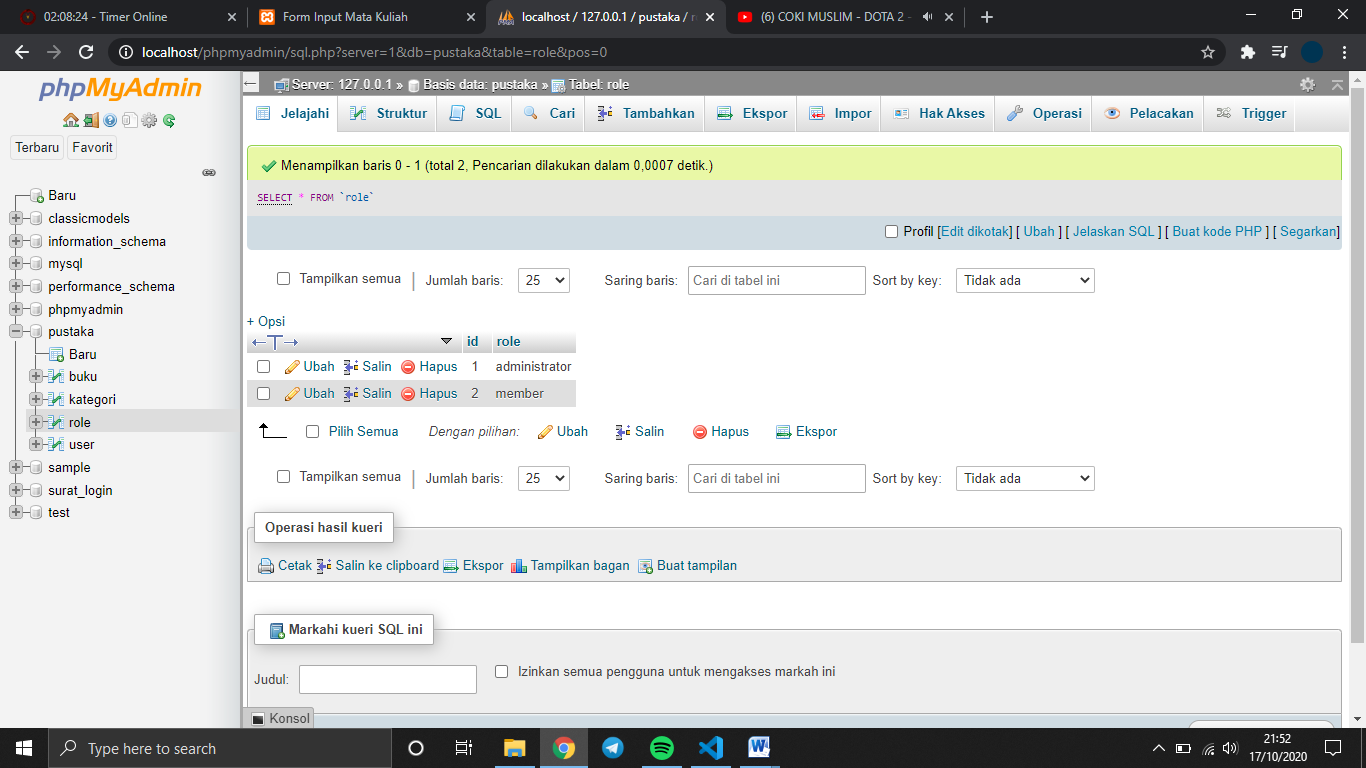 02:08:24 - Timer Online
Form Input Mata Kuliah
localhost / 127.0.0.1 / pustaka / r
(6) COKI MUSLIM - DOTA 2 -
localhost/phpmyadmin/sql.php?server=1&db=pustaka&table=role&pos=0
phpMyAdmin
Terbaru Favorit
Baru
classicmodels
information_schema
mysql
performance_schema
phpmyadmin
pustaka
Baru
buku
kategori
role
user
sample
surat_login
test
Server: 127.0.0.1 » Basis data: pustaka » Tabel: role
Jelajahi Struktur SQL Cari Tambahkan Ekspor Impor Hak Akses Operasi Pelacakan Trigger
Menampilkan baris 0 - 1 (total 2, Pencarian dilakukan dalam 0,0007 detik.)
SELECT * FROM `role`
Profil [Edit dikotak] [ Ubah ] [ Jelaskan SQL ] [ Buat kode PHP ] [ Segarkan]
Tampilkan semua | Jumlah baris: 25 Saring baris: Cari di tabel ini Sort by key: Tidak ada
+ Opsi
←T→ id role
Ubah Salin Hapus 1 administrator
Ubah Salin Hapus 2 member
Pilih Semua Dengan pilihan: Ubah Salin Hapus Ekspor
Tampilkan semua | Jumlah baris: 25 Saring baris: Cari di tabel ini Sort by key: Tidak ada
Operasi hasil kueri
Cetak Salin ke clipboard Ekspor Tampilkan bagan Buat tampilan
Markahi kueri SQL ini
Judul: Izinkan semua pengguna untuk mengakses markah ini
Konsol
Type here to search
21:52
17/10/2020